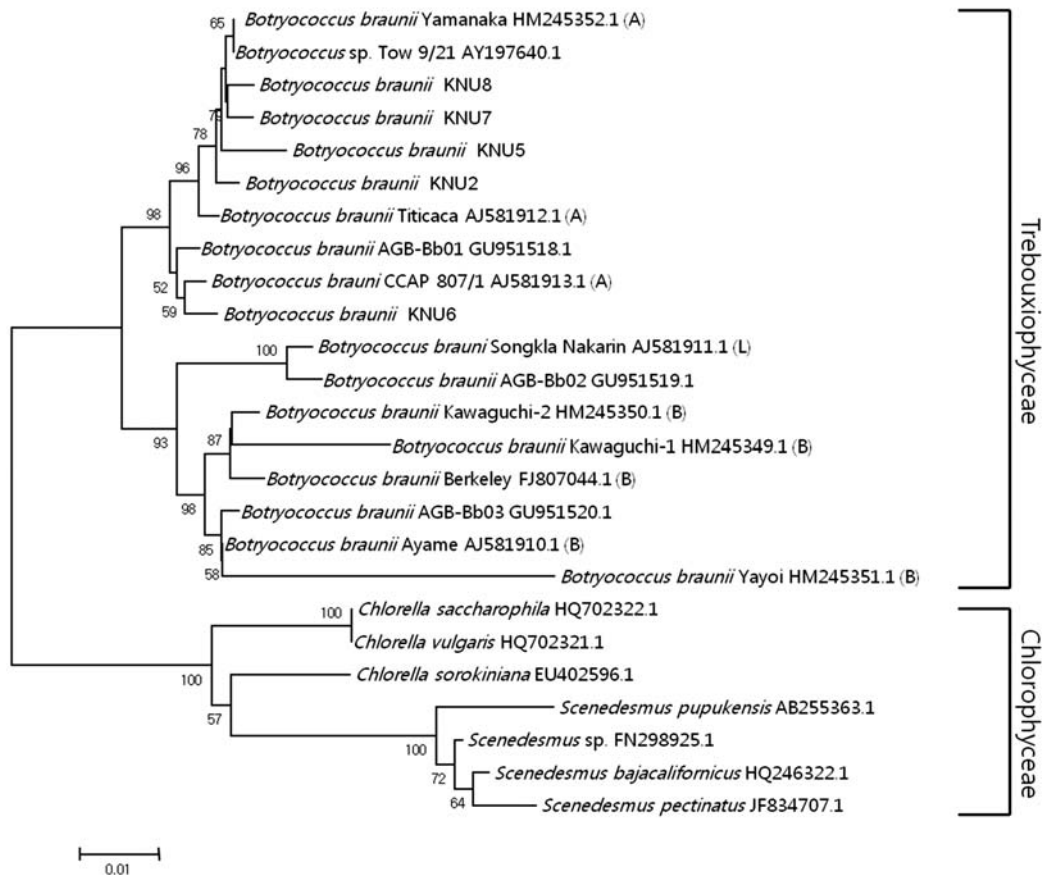 Botryococcus braunii Yamanaka HM245352.1 (A)
65
Botryococcus sp. Tow 9/21 AY197640.1
Botryococcus braunii KNU8
Botryococcus braunii KNU7
78
Botryococcus braunii KNU5
96
Botryococcus braunii KNU2
98
Botryococcus braunii Titicaca AJ581912.1 (A)
Botryococcus braunii AGB-Bb01 GU951518.1
52
Botryococcus brauni CCAP 807/1 AJ581913.1 (A)
59
Botryococcus braunii KNU6
100
Botryococcus brauni Songkla Nakarin AJ581911.1 (L)
Botryococcus braunii AGB-Bb02 GU951519.1
Botryococcus braunii Kawaguchi-2 HM245350.1 (B)
93
87
Botryococcus braunii Kawaguchi-1 HM245349.1 (B)
Botryococcus braunii Berkeley FJ807044.1 (B)
98
Botryococcus braunii AGB-Bb03 GU951520.1
85
Botryococcus braunii Ayame AJ581910.1 (B)
58
Botryococcus braunii Yayoi HM245351.1 (B)
Trebouxiophyceae
100
Chlorella saccharophila HQ702322.1
Chlorella vulgaris HQ702321.1
100
Chlorella sorokiniana EU402596.1
57
Scenedesmus pupukensis AB255363.1
100
Scenedesmus sp. FN298925.1
72
Scenedesmus bajacalifornicus HQ246322.1
64
Scenedesmus pectinatus JF834707.1
Chlorophyceae
0.01